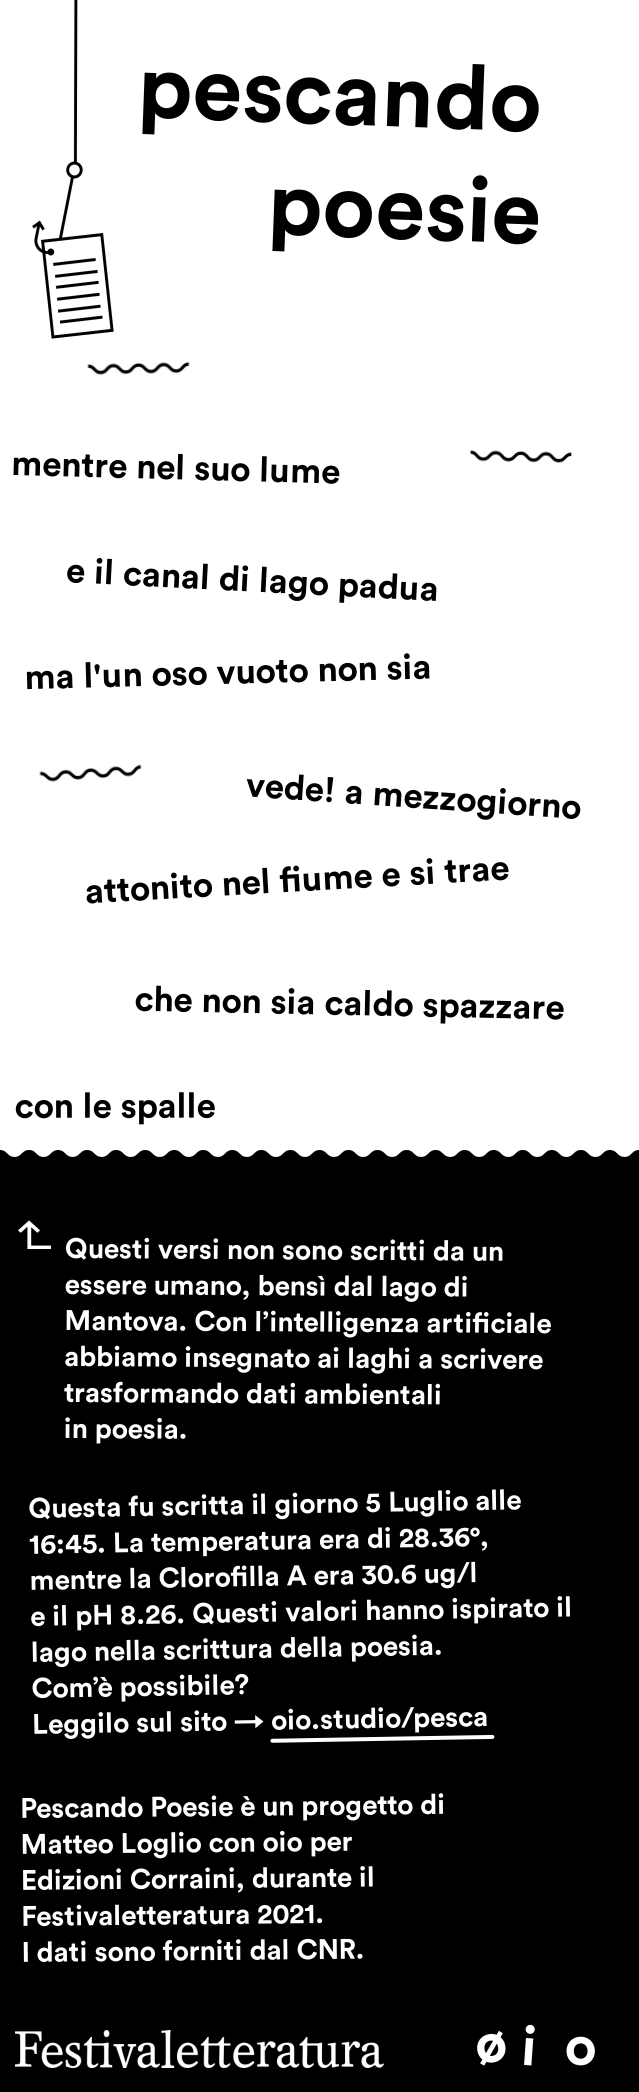 pescando
poesie
mentre nel suo lume
e il canal di lago padua
ma l'un oso vuoto non sia
vede! a mezzogiorno
attonito nel fiume e si trae
che non sia caldo spazzare
con le spalle
Questi versi non sono scritti da un
essere umano, bensì dal lago di
Mantova. Con l’intelligenza artificiale
abbiamo insegnato ai laghi a scrivere
trasformando dati ambientali
in poesia.
Questa fu scritta il giorno 5 Luglio alle
16:45. La temperatura era di 28.36°,
mentre la Clorofilla A era 30.6 ug/l
e il pH 8.26. Questi valori hanno ispirato il
lago nella scrittura della poesia.
Com’è possibile?
Leggilo sul sito → oio.studio/pesca
Pescando Poesie è un progetto di
Matteo Loglio con oio per
Edizioni Corraini, durante il
Festivaletteratura 2021.
I dati sono forniti dal CNR.
Festivaletteratura
ø i o